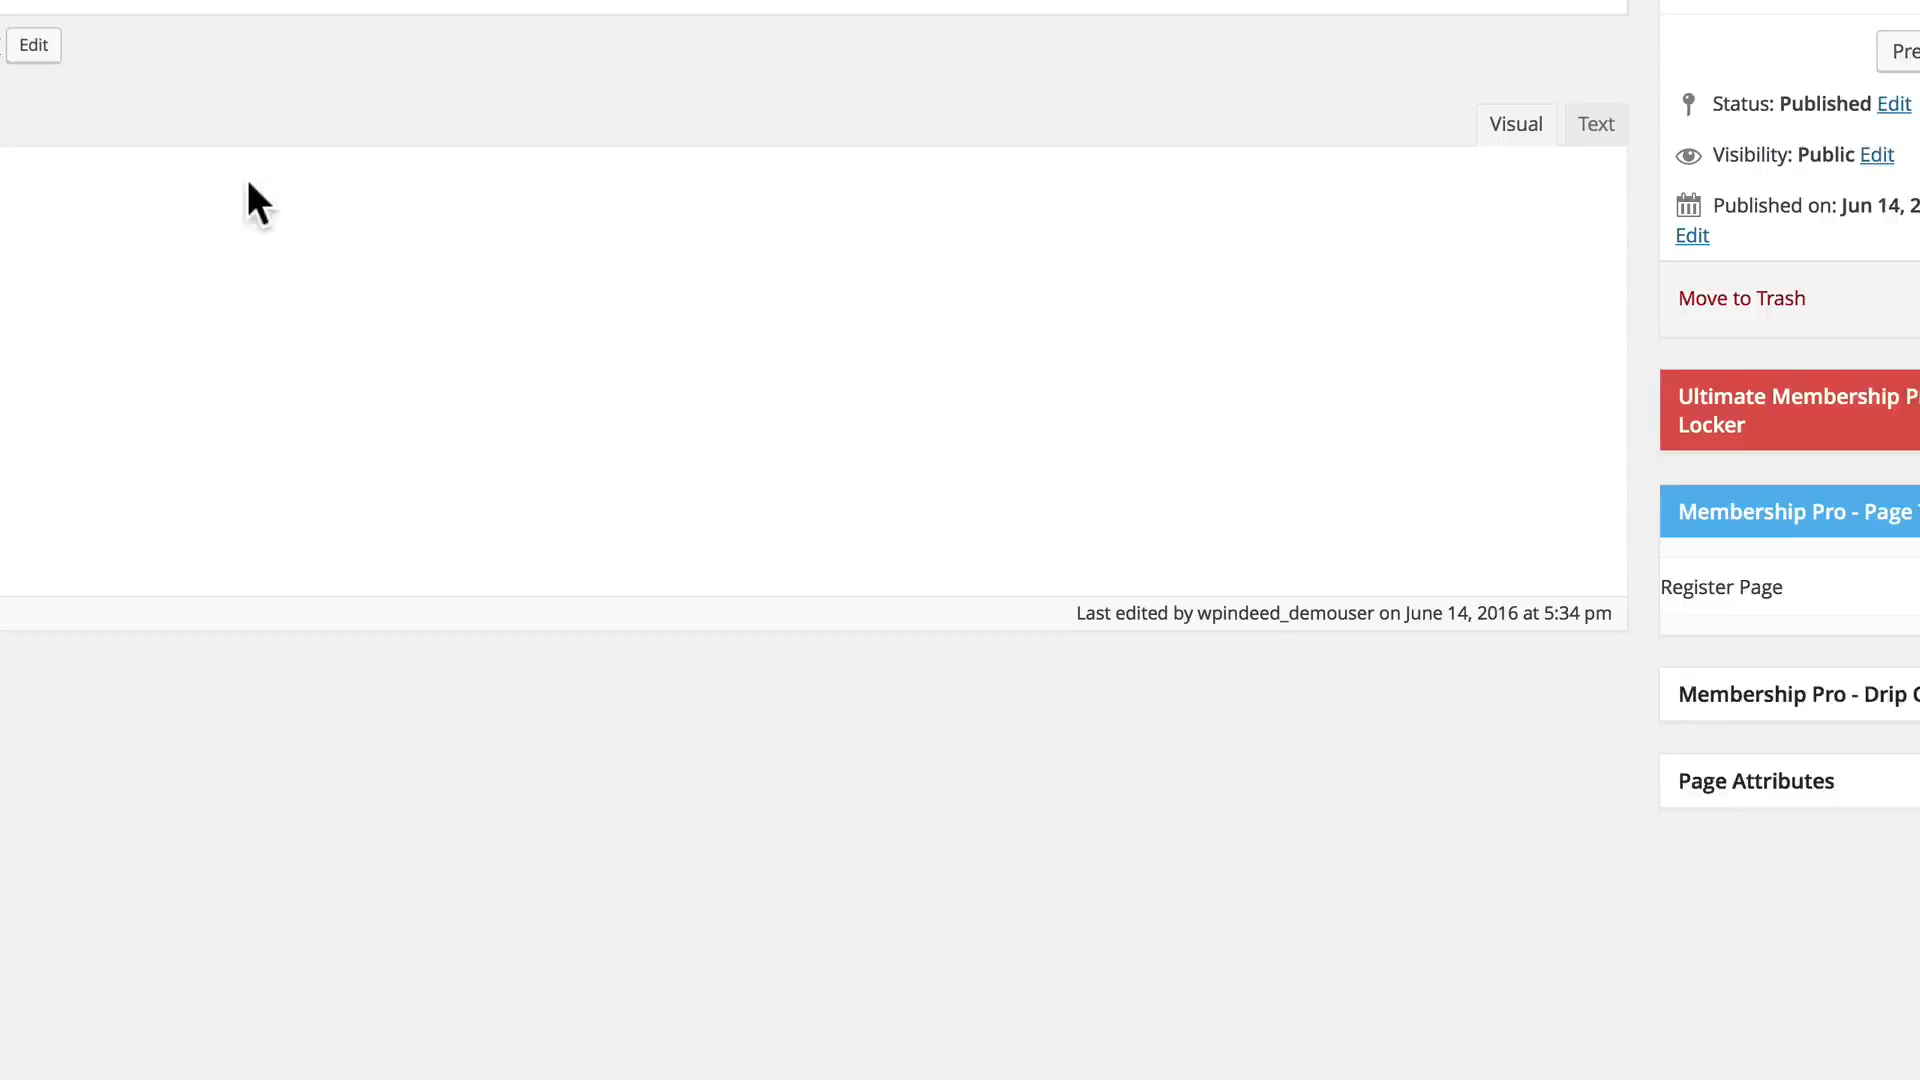 Edit
Visual
Text
Last edited by wpindeed_demouser on June 14, 2016 at 5:34 pm
Pre
Status: Published Edit
Visibility: Public Edit
Published on: Jun 14, 2
Edit
Move to Trash
Ultimate Membership P
Locker
Membership Pro - Page
Register Page
Membership Pro - Drip
Page Attributes